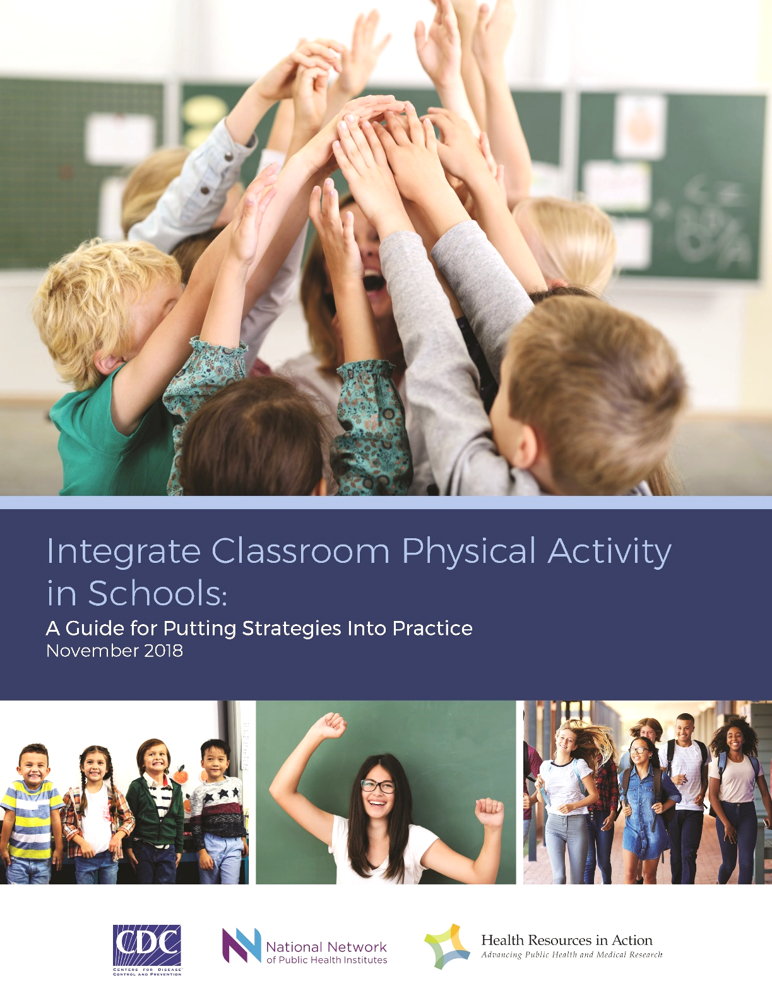 Integrate Classroom Physical Activity
in Schools:
A Guide for Putting Strategies Into Practice
November 2018
CDC
CENTERS FOR DISEASE
CONTROL AND PREVENTION
National Network
of Public Health Institutes
Health Resources in Action
Advancing Public Health and Medical Research